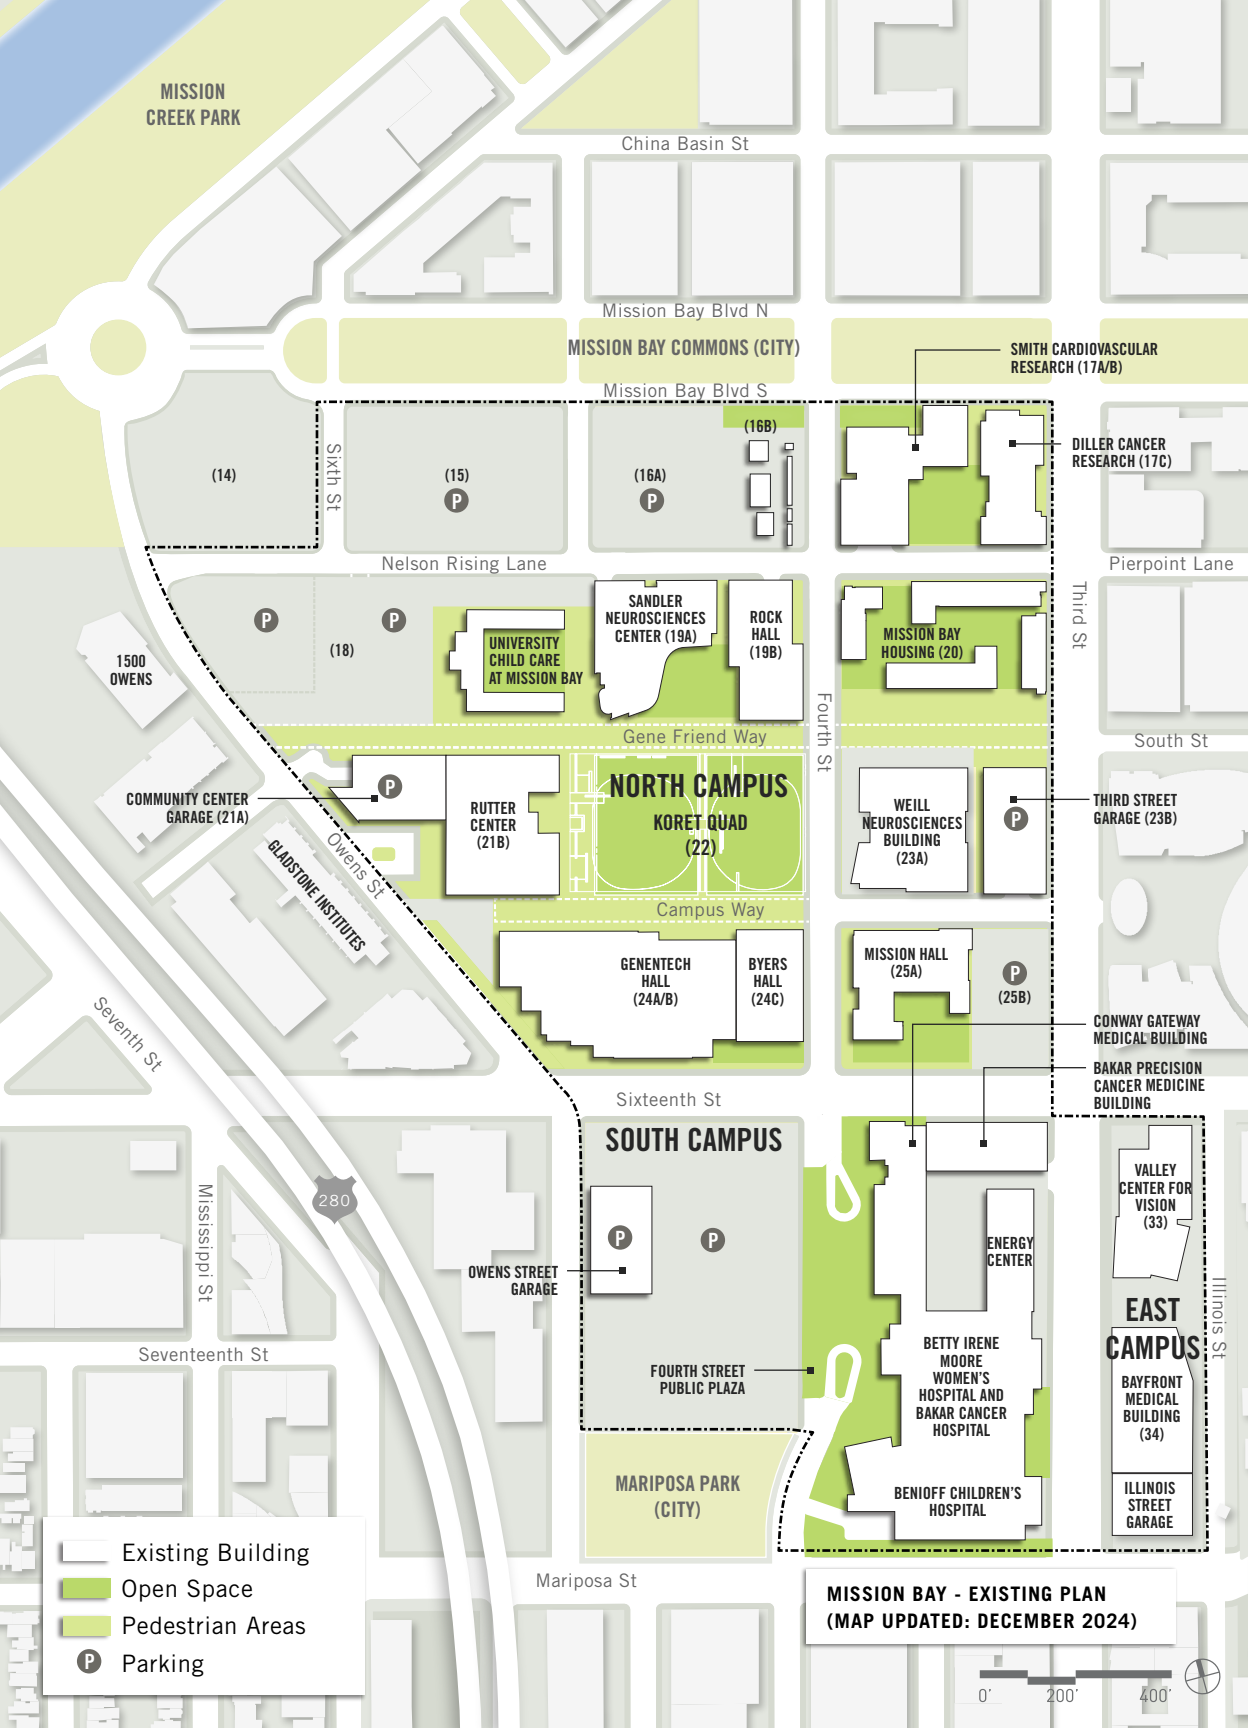 MISSION
CREEK PARK
China Basin St
Mission Bay Blvd N
MISSION BAY COMMONS (CITY)
SMITH CARDIOVASCULAR
RESEARCH (17A/B)
Mission Bay Blvd S
(16B)
DILLER CANCER
RESEARCH (17C)
(14)
Sixth St
(15)
P
(16A)
P
Nelson Rising Lane
Pierpoint Lane
Third St
P
P
(18)
1500
OWENS
UNIVERSITY
CHILD CARE
AT MISSION BAY
SANDLER
NEUROSCIENCES
CENTER (19A)
ROCK
HALL
(19B)
MISSION BAY
HOUSING (20)
Fourth St
Gene Friend Way
South St
COMMUNITY CENTER
GARAGE (21A)
P
RUTTER
CENTER
(21B)
NORTH CAMPUS
KORET QUAD
(22)
WEILL
NEUROSCIENCES
BUILDING
(23A)
P
THIRD STREET
GARAGE (23B)
Owens St
GLADSTONE INSTITUTES
Campus Way
GENENTECH
HALL
(24A/B)
BYERS
HALL
(24C)
MISSION HALL
(25A)
P
(25B)
CONWAY GATEWAY
MEDICAL BUILDING
BAKAR PRECISION
CANCER MEDICINE
BUILDING
Seventh St
Sixteenth St
SOUTH CAMPUS
280
Mississippi St
P
P
OWENS STREET
GARAGE
ENERGY
CENTER
VALLEY
CENTER FOR
VISION
(33)
Illinois St
EAST
CAMPUS
Seventeenth St
FOURTH STREET
PUBLIC PLAZA
BETTY IRENE
MOORE
WOMEN'S
HOSPITAL AND
BAKAR CANCER
HOSPITAL
BAYFRONT
MEDICAL
BUILDING
(34)
MARIPOSA PARK
(CITY)
BENIOFF CHILDREN'S
HOSPITAL
ILLINOIS
STREET
GARAGE
Existing Building
Open Space
Pedestrian Areas
P Parking
Mariposa St
MISSION BAY - EXISTING PLAN
(MAP UPDATED: DECEMBER 2024)
0' 200' 400'